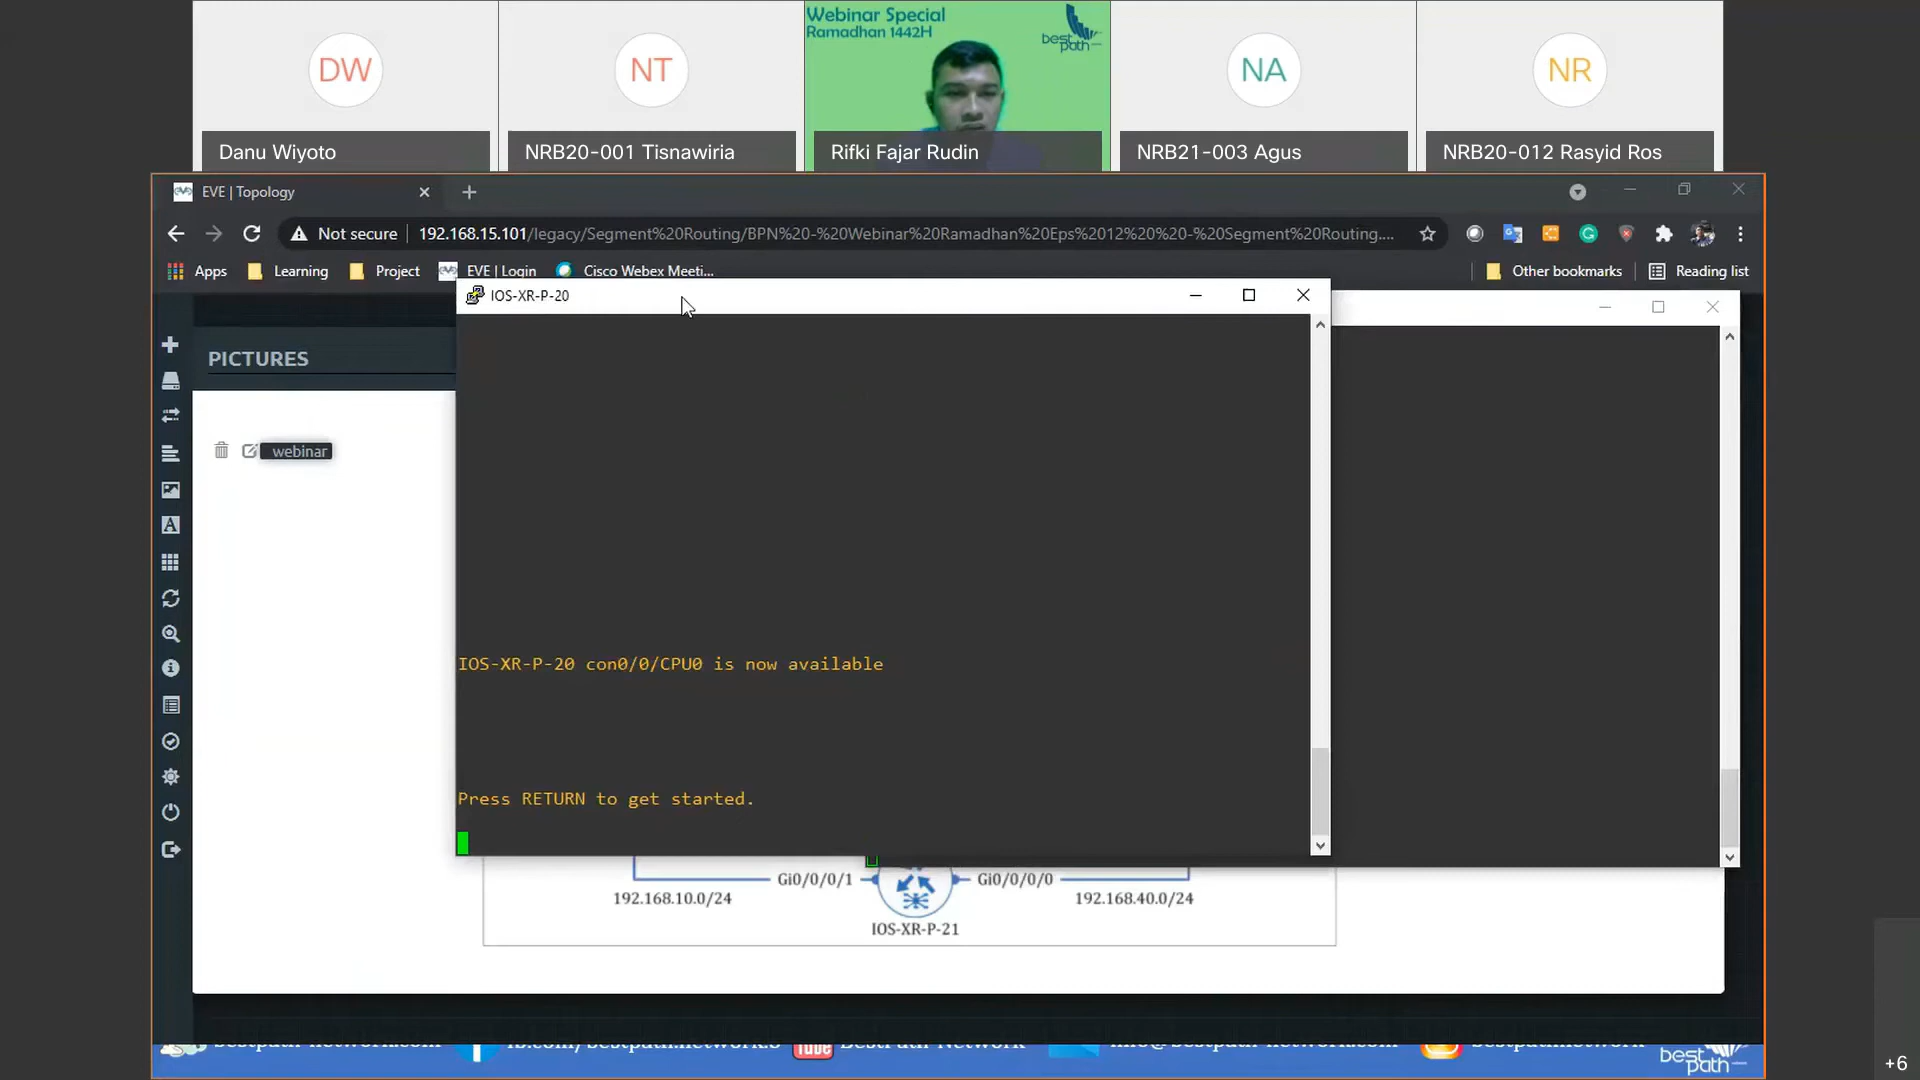 DW
NT
Webinar Special
Ramadhan 1442H
best path
NA
NR
Danu Wiyoto
NRB20-001 Tisnawiria
Rifki Fajar Rudin
NRB21-003 Agus
NRB20-012 Rasyid Ros
EVE | Topology
Not secure
192.168.15.101/legacy/Segment%20Routing/BPN%20-%20Webinar%20Ramadhan%20Eps%2012%20%20-%20Segment%20Routing....
Apps
Learning
Project
EVE | Login
Cisco Webex Meeti...
Other bookmarks
Reading list
IOS-XR-P-20
PICTURES
webinar
IOS-XR-P-20 con0/0/CPU0 is now available
Press RETURN to get started.
Gi0/0/0/1
Gi0/0/0/0
192.168.10.0/24
192.168.40.0/24
IOS-XR-P-21
best path
+6